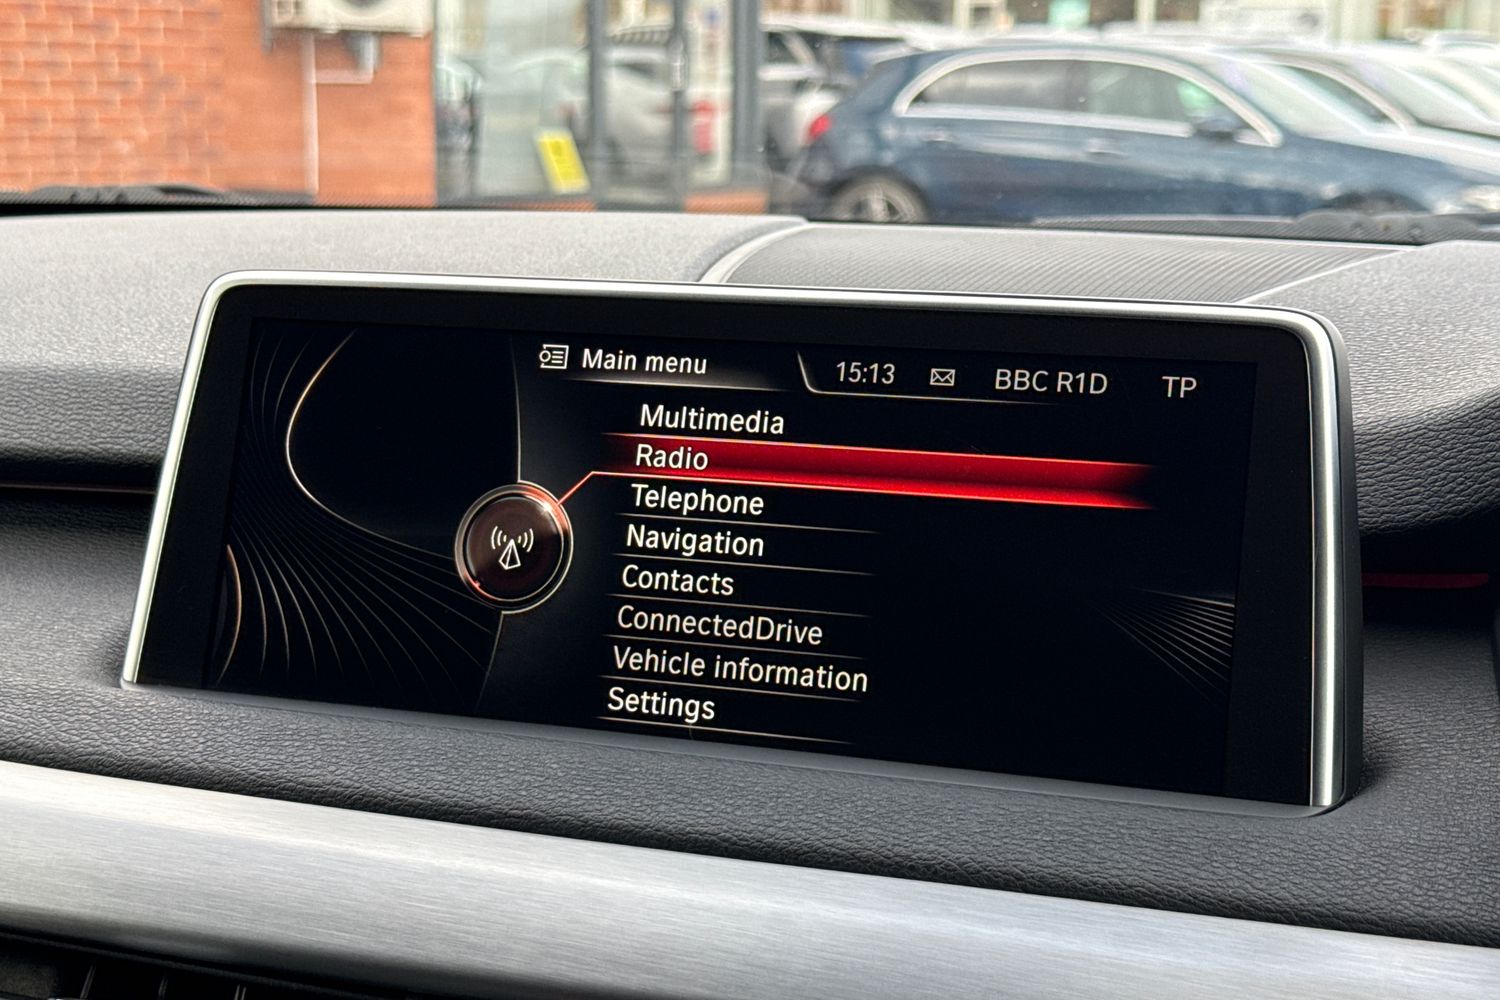 Main menu
15:13 BBC R1D TP
Multimedia
Radio
Telephone
Navigation
Contacts
ConnectedDrive
Vehicle information
Settings